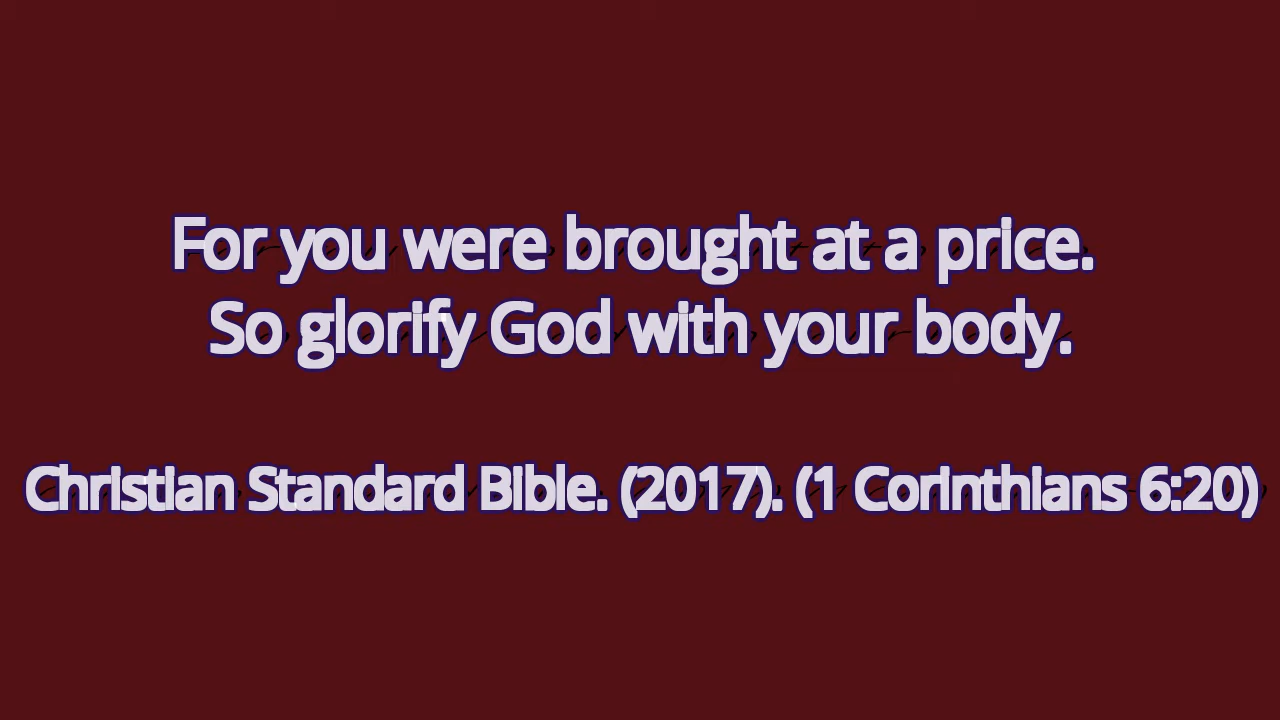 For you were brought at a price.
So glorify God with your body.
Christian Standard Bible. (2017). (1 Corinthians 6:20)